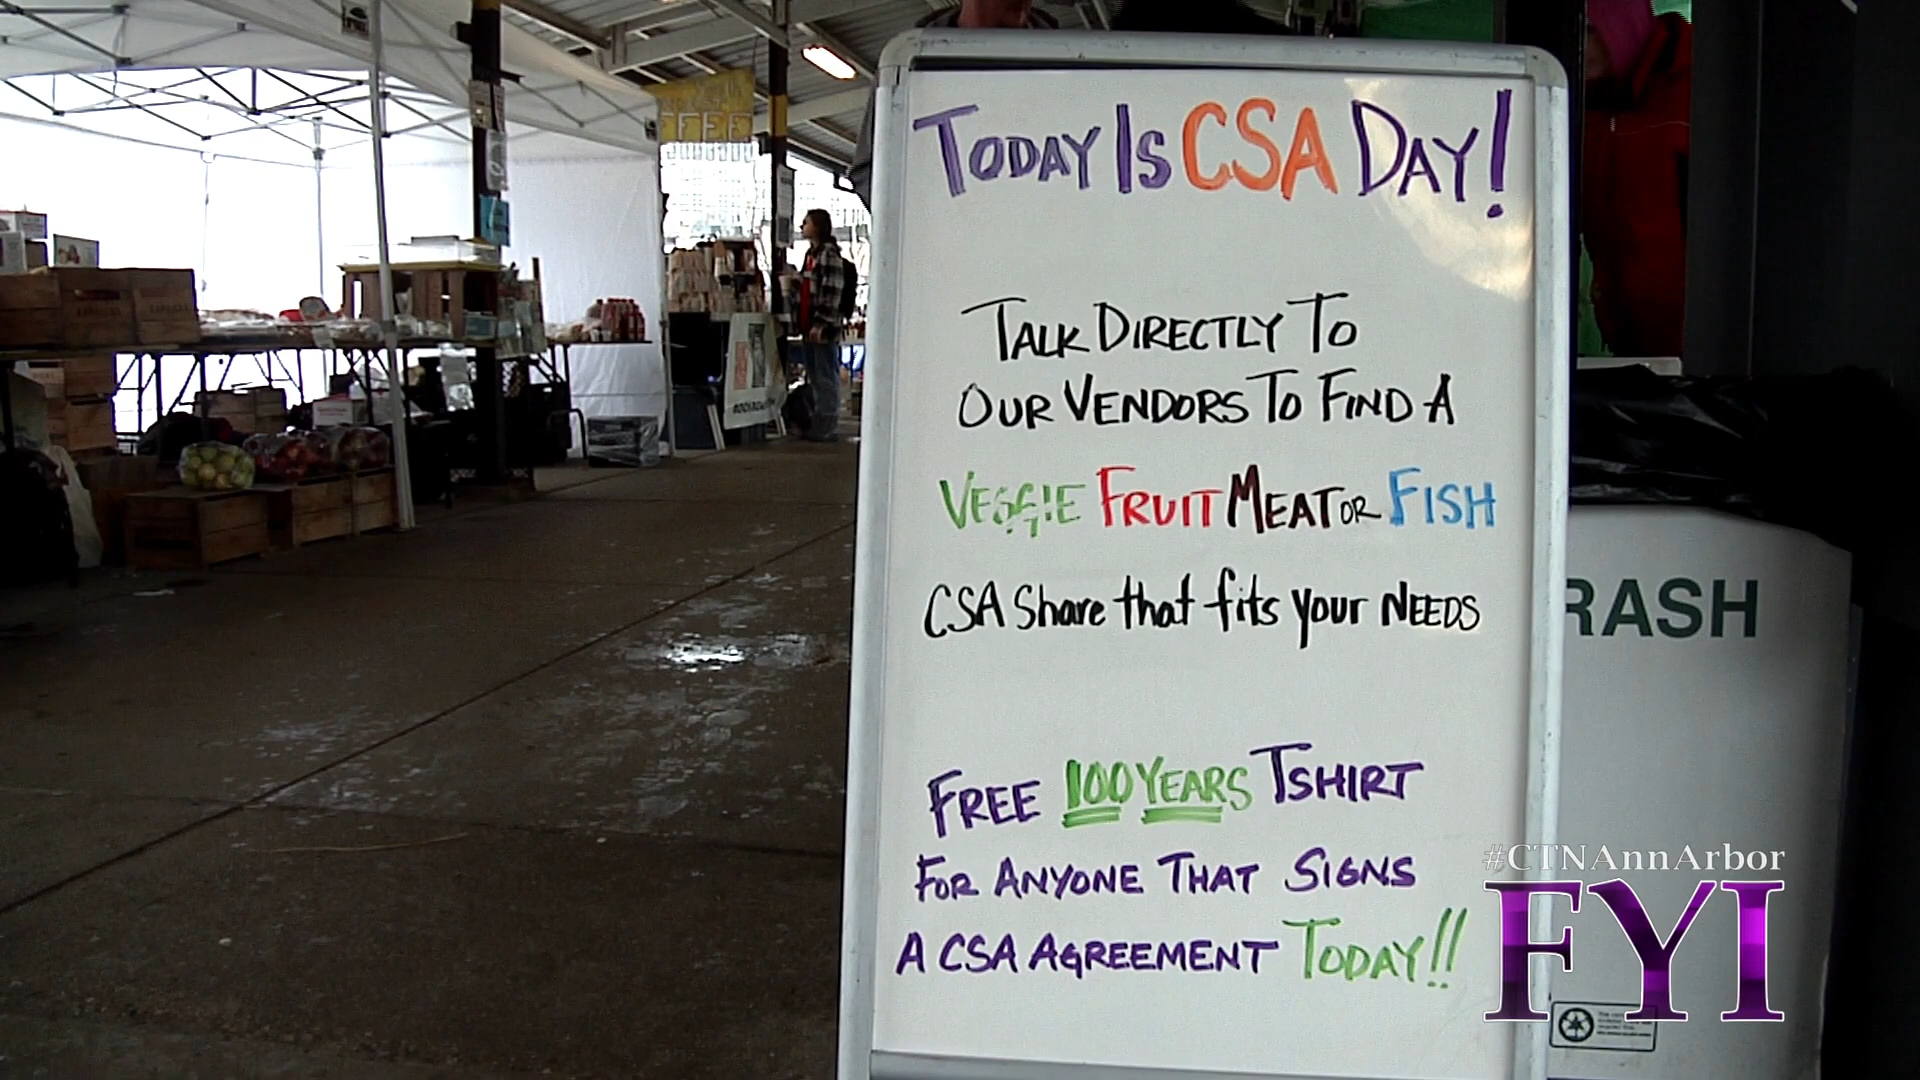 TODAY IS CSA DAY!
TALK DIRECTLY TO
OUR VENDORS TO FIND A
VEGGIE FRUIT MEAT OR FISH
CSA Share that fits your NEEDS
FREE 100 YEARS TSHIRT
FOR ANYONE THAT SIGNS
A CSA AGREEMENT TODAY!!
RASH
#CTNAnnArbor
FYI